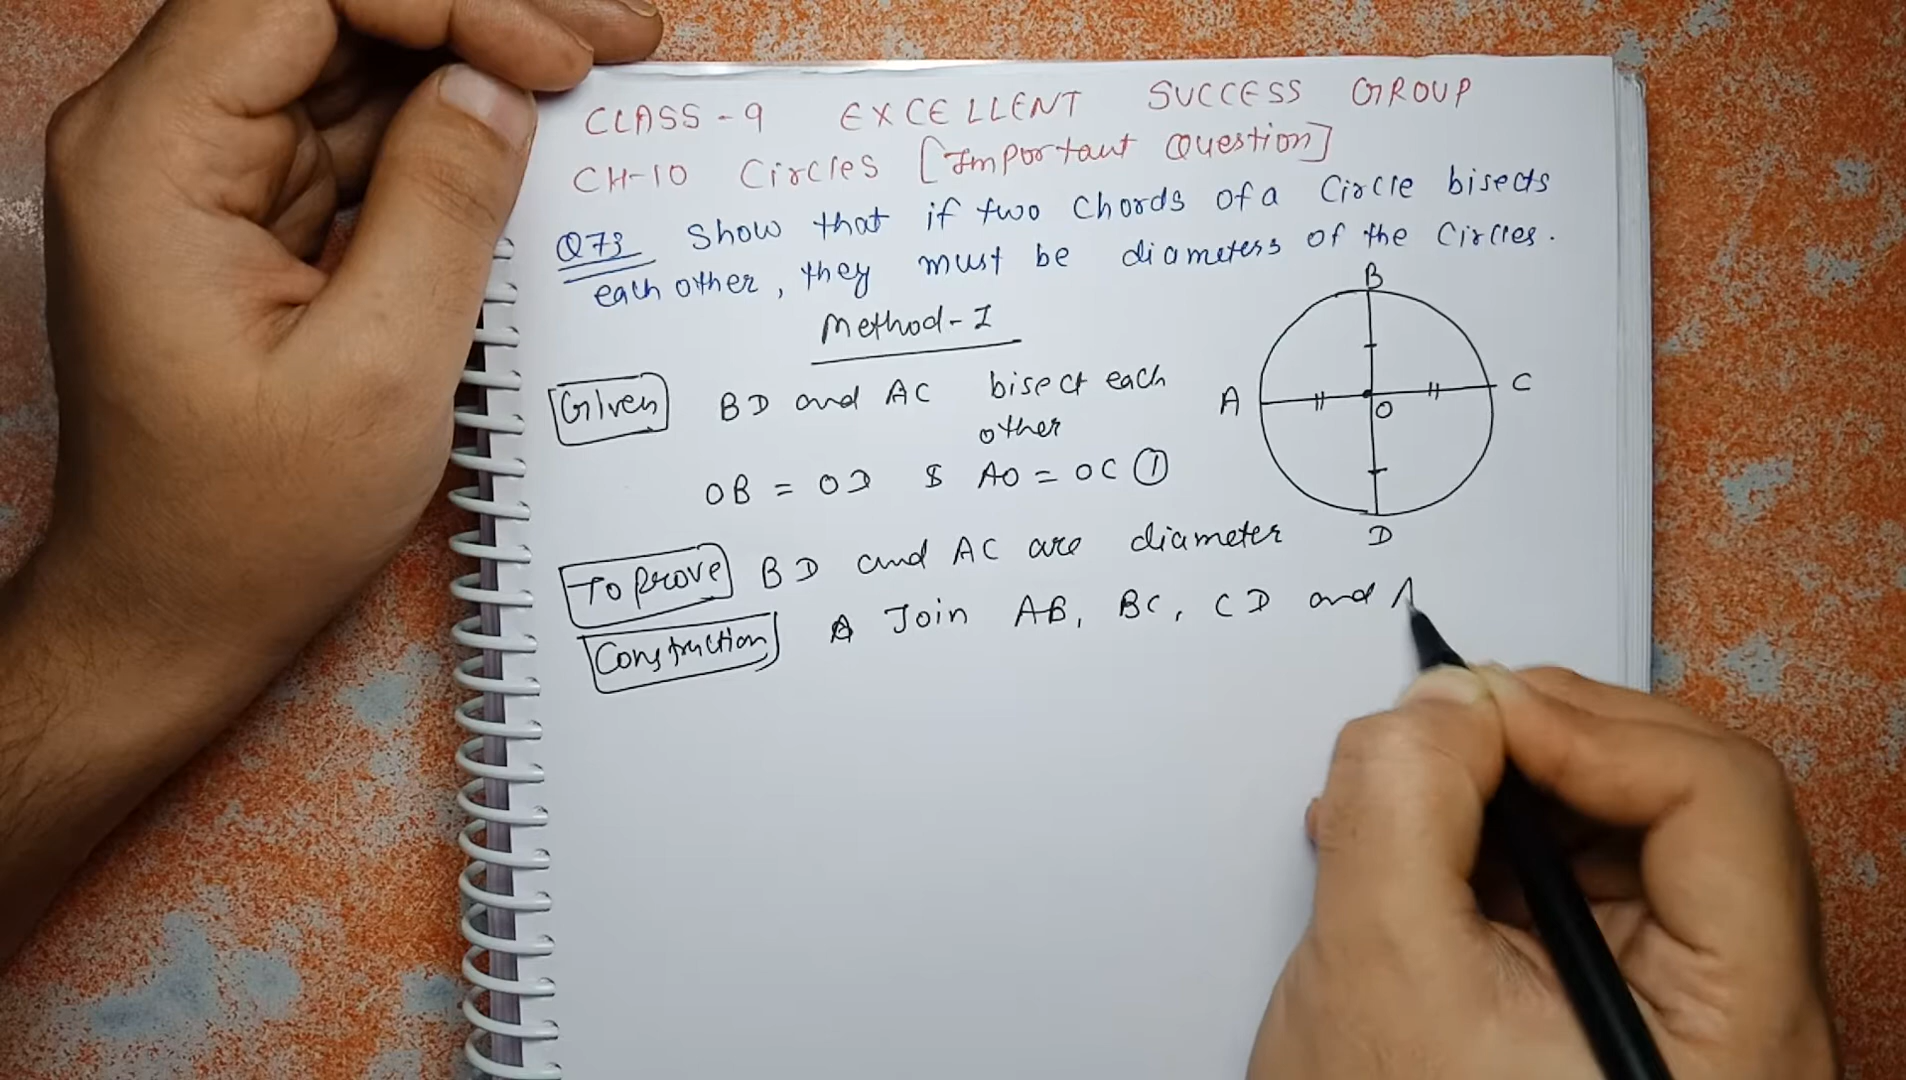 CLASS-9 EXCELLENT SUCCESS GROUP
CH-10 Circles [Important Question]
Q73 Show that if two Chords of a Circle bisects
each other, they must be diameters of the Circles.
Method-I
Given BD and AC bisect each
other
OB = OD & AO = OC ①
B
A
O
C
D
To prove BD and AC are diameter
Construction Join AB, BC, CD and A